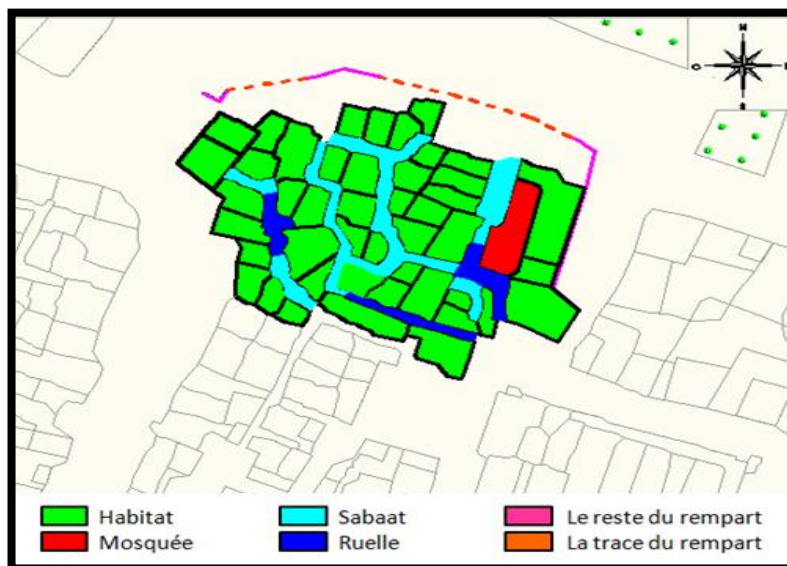 N
O
E
S
Habitat
Sabaat
Le reste du rempart
Mosquée
Ruelle
La trace du rempart